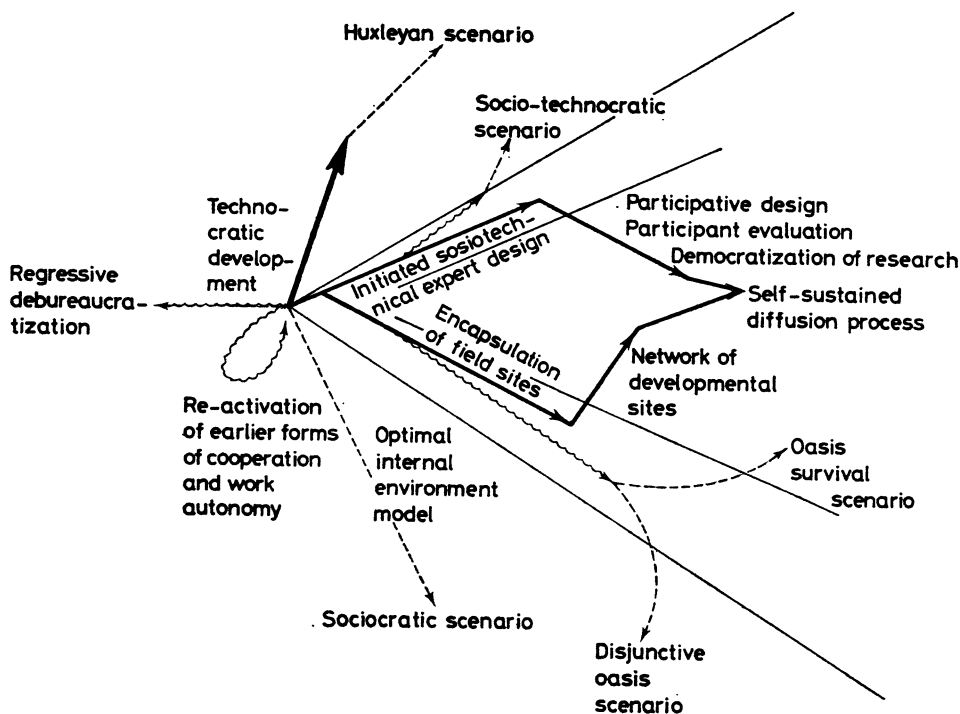 Huxleyan scenario
Socio-technocratic
scenario
Techno-
cratic
develop-
ment
Participative design
Participant evaluation
Democratization of research
Regressive
debureaucra-
tization
Initiated sosiotech-
nical expert design
Self-sustained
diffusion process
Encapsulation
of field sites
Network of
developmental
sites
Re-activation
of earlier forms
of cooperation
and work
autonomy
Optimal
internal
environment
model
Oasis
survival
scenario
Sociocratic scenario
Disjunctive
oasis
scenario